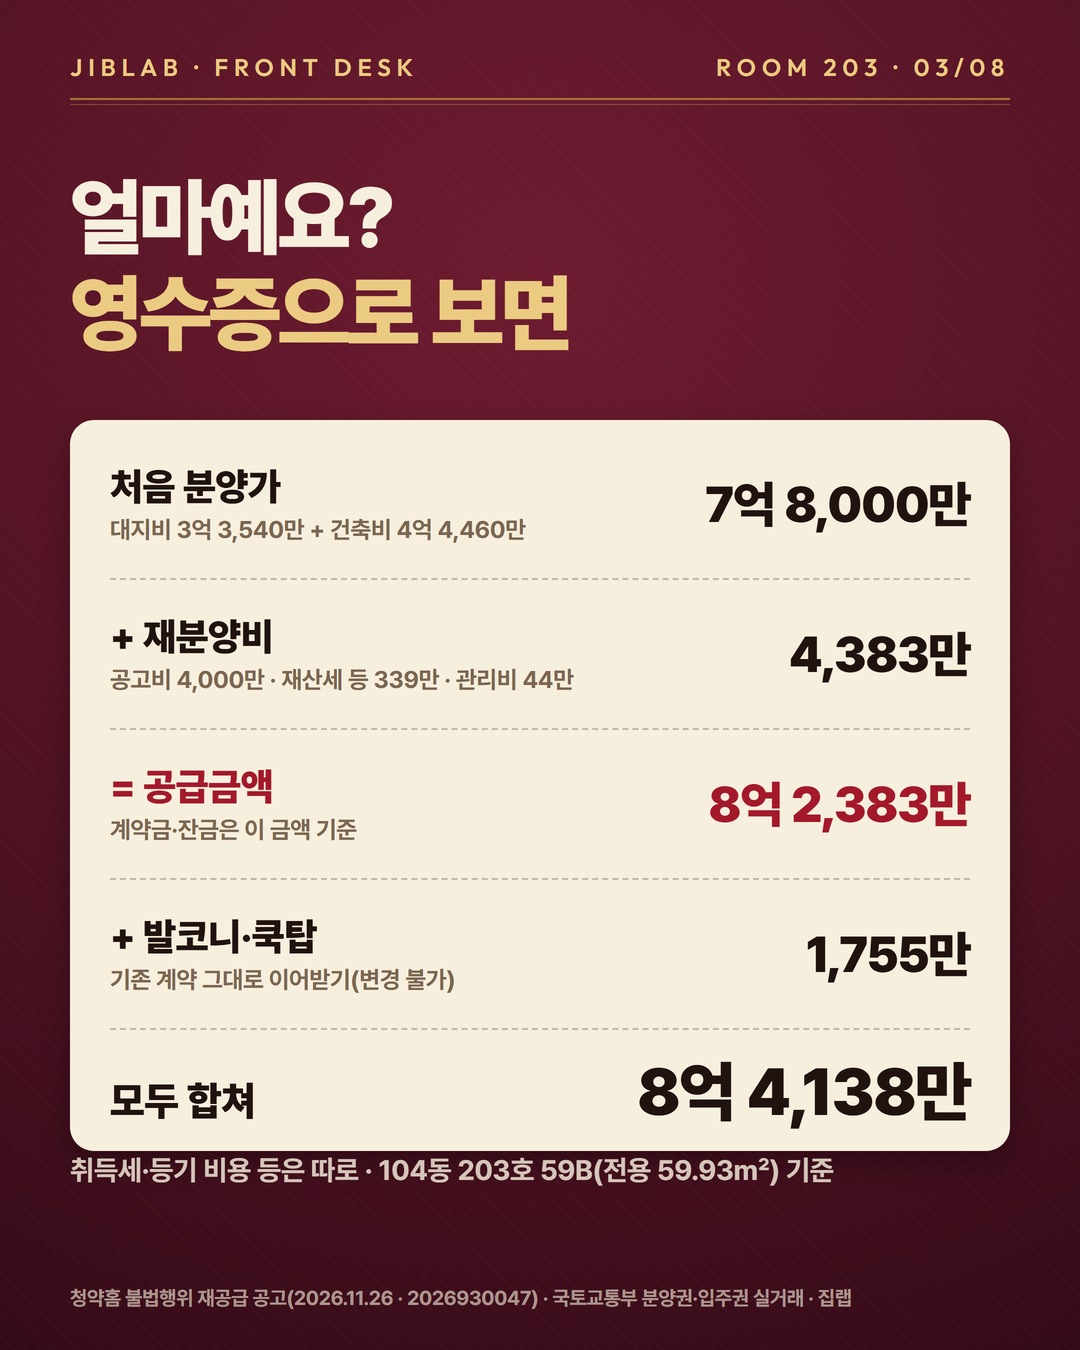 JIBLAB · FRONT DESK
ROOM 203 · 03/08
얼마예요?
영수증으로 보면
처음 분양가
7억 8,000만
대지비 3억 3,540만 + 건축비 4억 4,460만
+ 재분양비
4,383만
공고비 4,000만 · 재산세 등 339만 · 관리비 44만
= 공급금액
8억 2,383만
계약금·잔금은 이 금액 기준
+ 발코니·쿡탑
1,755만
기존 계약 그대로 이어받기(변경 불가)
모두 합쳐
8억 4,138만
취득세·등기 비용 등은 따로 · 104동 203호 59B(전용 59.93m²) 기준
청약홈 불법행위 재공급 공고(2026.11.26 · 2026930047) · 국토교통부 분양권·입주권 실거래 · 집랩